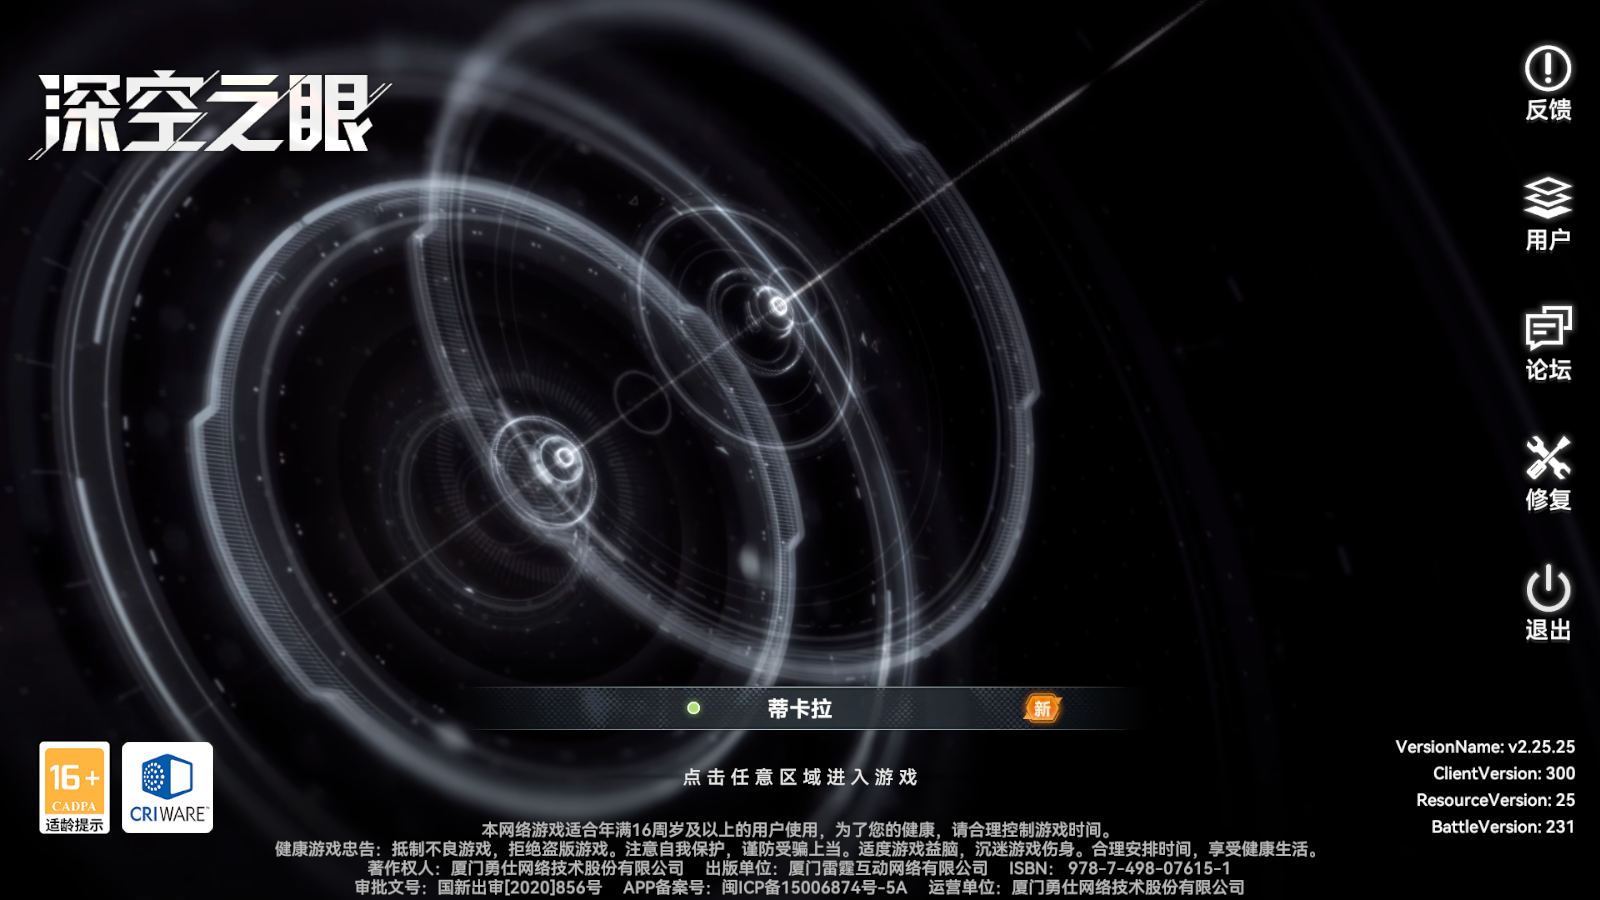 深空之眼
反馈
用户
论坛
修复
退出
蒂卡拉
新
点击任意区域进入游戏
VersionName: v2.25.25
ClientVersion: 300
ResourceVersion: 25
BattleVersion: 231
16+
CADPA
适龄提示
CRIWARE™
本网络游戏适合年满16周岁及以上的用户使用，为了您的健康，请合理控制游戏时间。
健康游戏忠告：抵制不良游戏，拒绝盗版游戏。注意自我保护，谨防受骗上当。适度游戏益脑，沉迷游戏伤身。合理安排时间，享受健康生活。
著作权人：厦门勇仕网络技术股份有限公司 出版单位：厦门雷霆互动网络有限公司 ISBN： 978-7-498-07615-1
审批文号：国新出审[2020]856号 APP备案号：闽ICP备15006874号-5A 运营单位：厦门勇仕网络技术股份有限公司